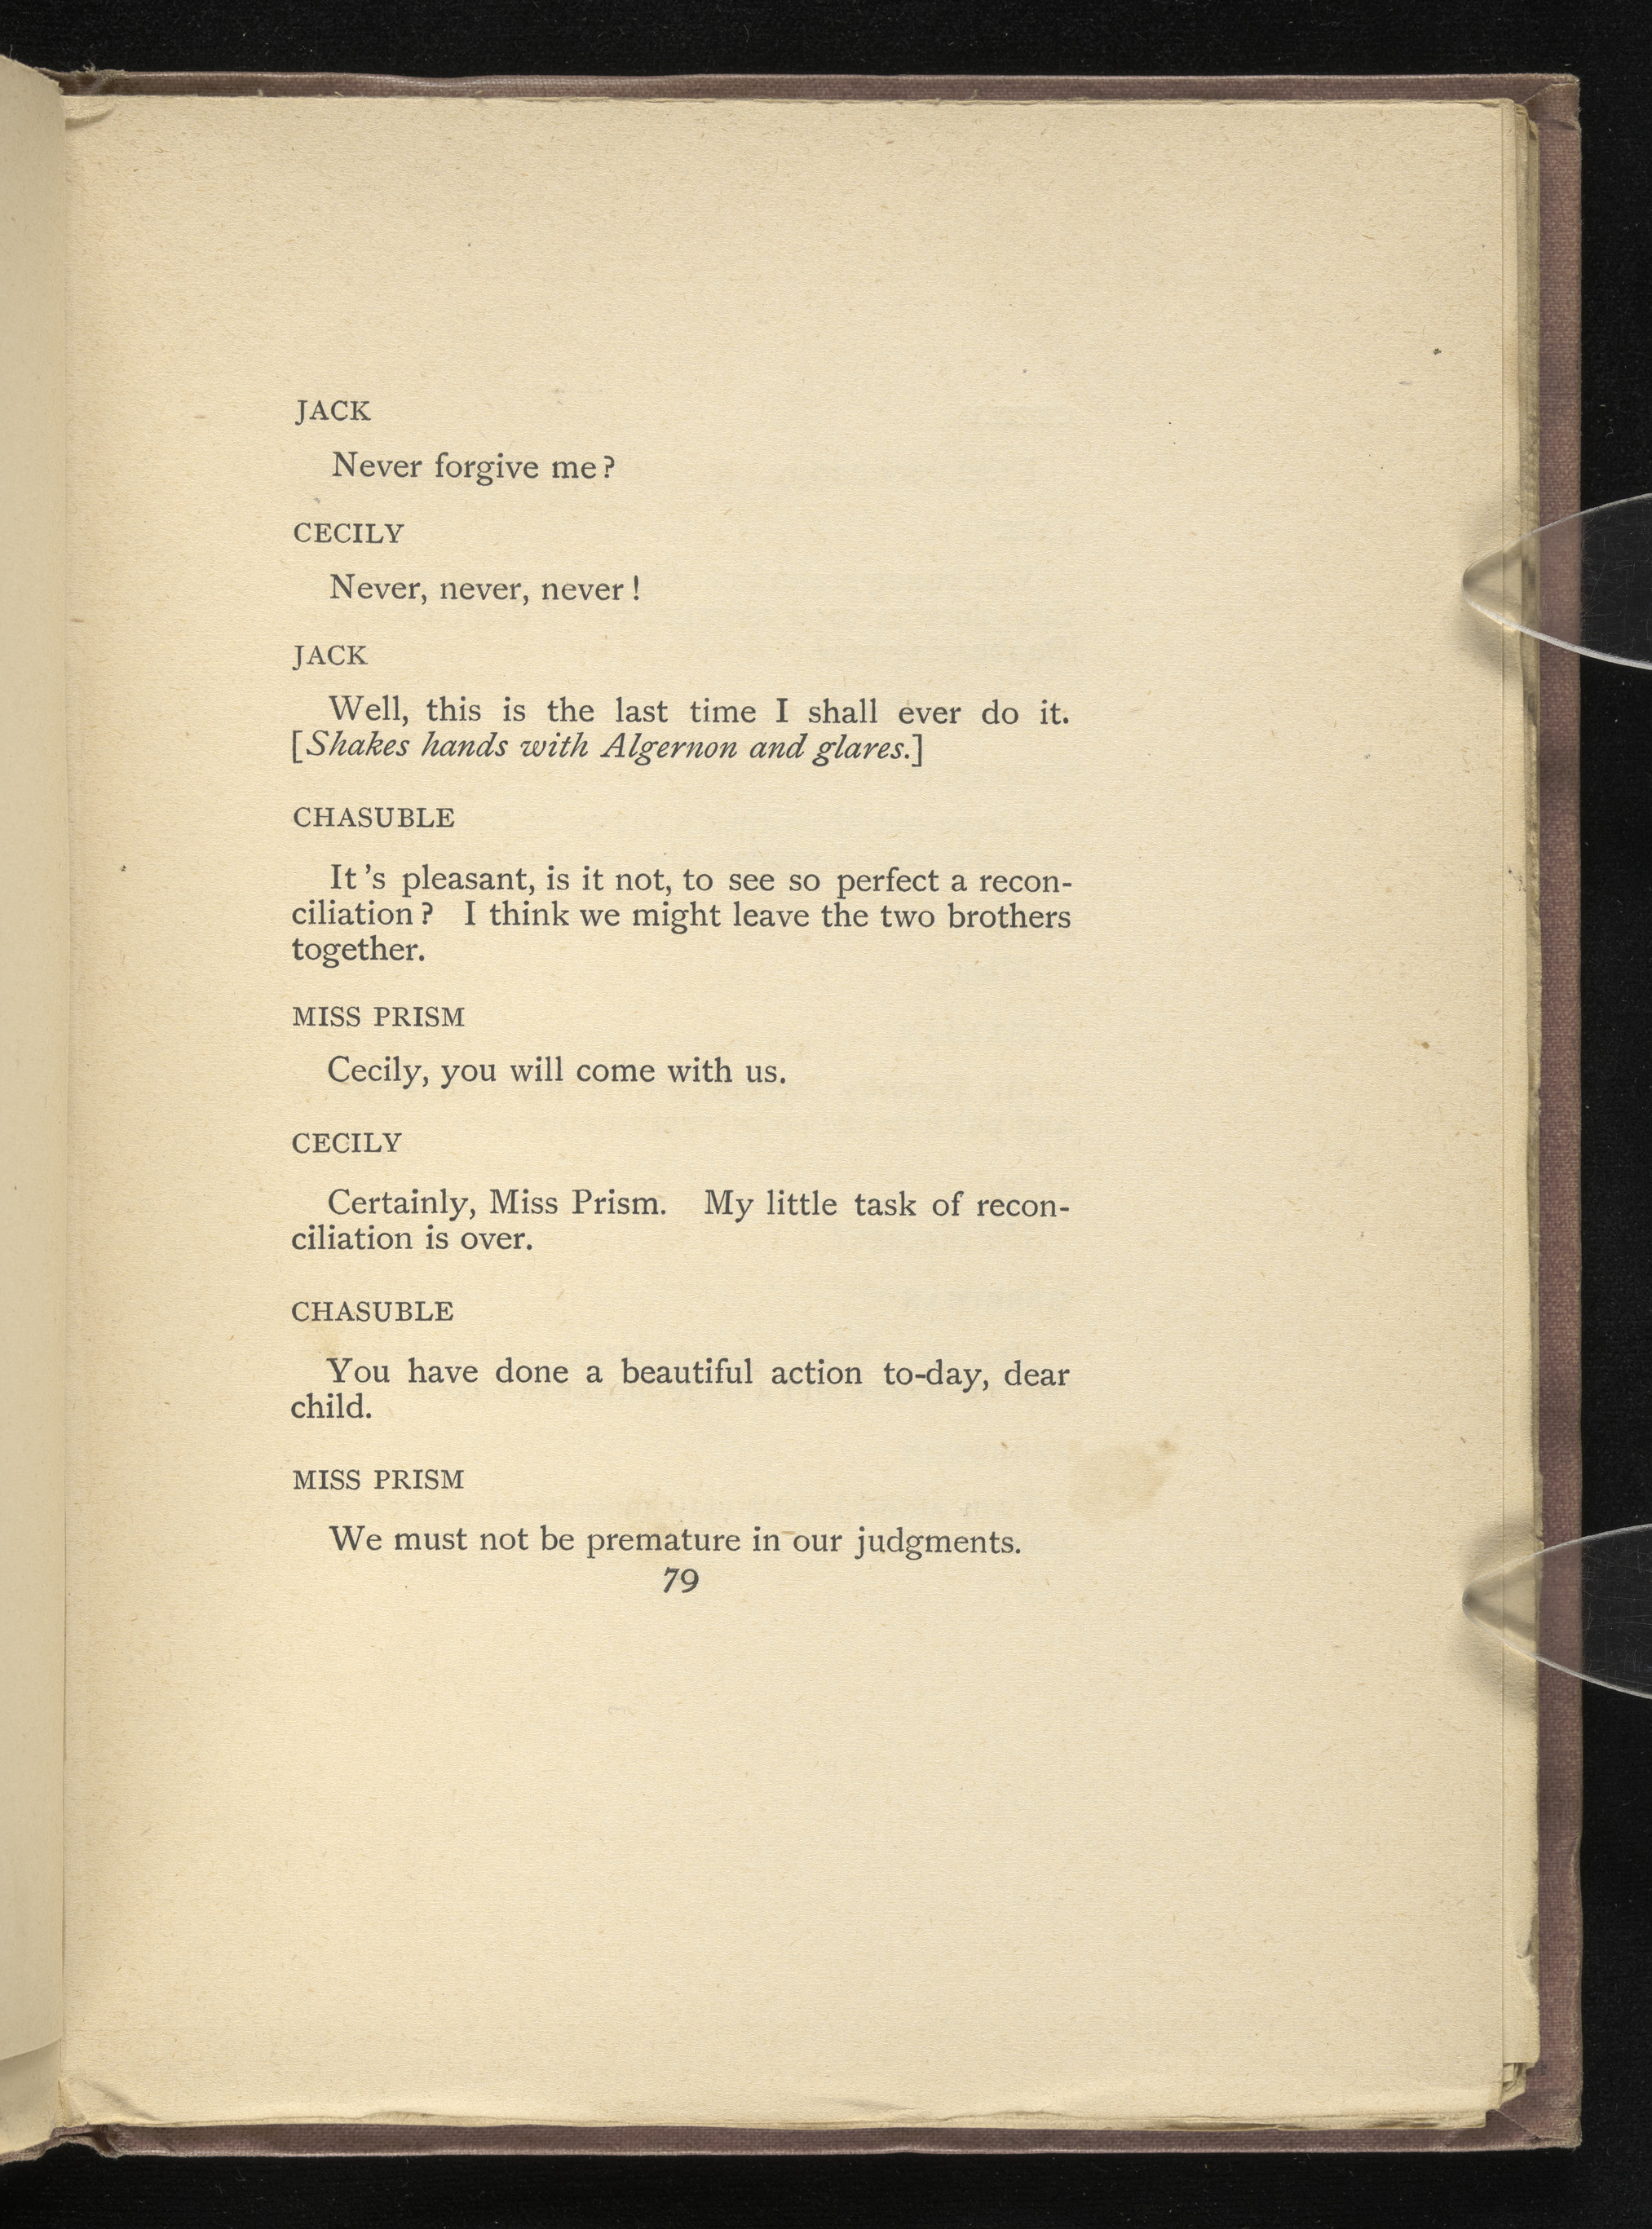 JACK
Never forgive me?
CECILY
Never, never, never!
JACK
Well, this is the last time I shall ever do it.
[Shakes hands with Algernon and glares.]
CHASUBLE
It's pleasant, is it not, to see so perfect a recon-
ciliation? I think we might leave the two brothers
together.
MISS PRISM
Cecily, you will come with us.
CECILY
Certainly, Miss Prism. My little task of recon-
ciliation is over.
CHASUBLE
You have done a beautiful action to-day, dear
child.
MISS PRISM
We must not be premature in our judgments.
79